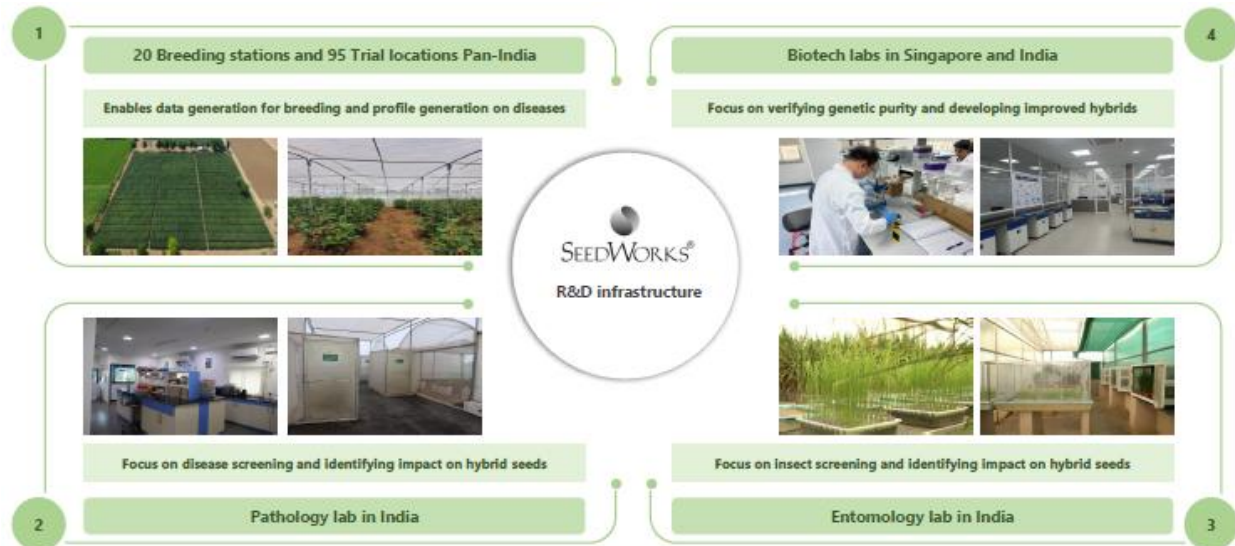 1
20 Breeding stations and 95 Trial locations Pan-India
Enables data generation for breeding and profile generation on diseases
4
Biotech labs in Singapore and India
Focus on verifying genetic purity and developing improved hybrids
SEEDWORKS®
R&D infrastructure
Focus on disease screening and identifying impact on hybrid seeds
Pathology lab in India
2
Focus on insect screening and identifying impact on hybrid seeds
Entomology lab in India
3